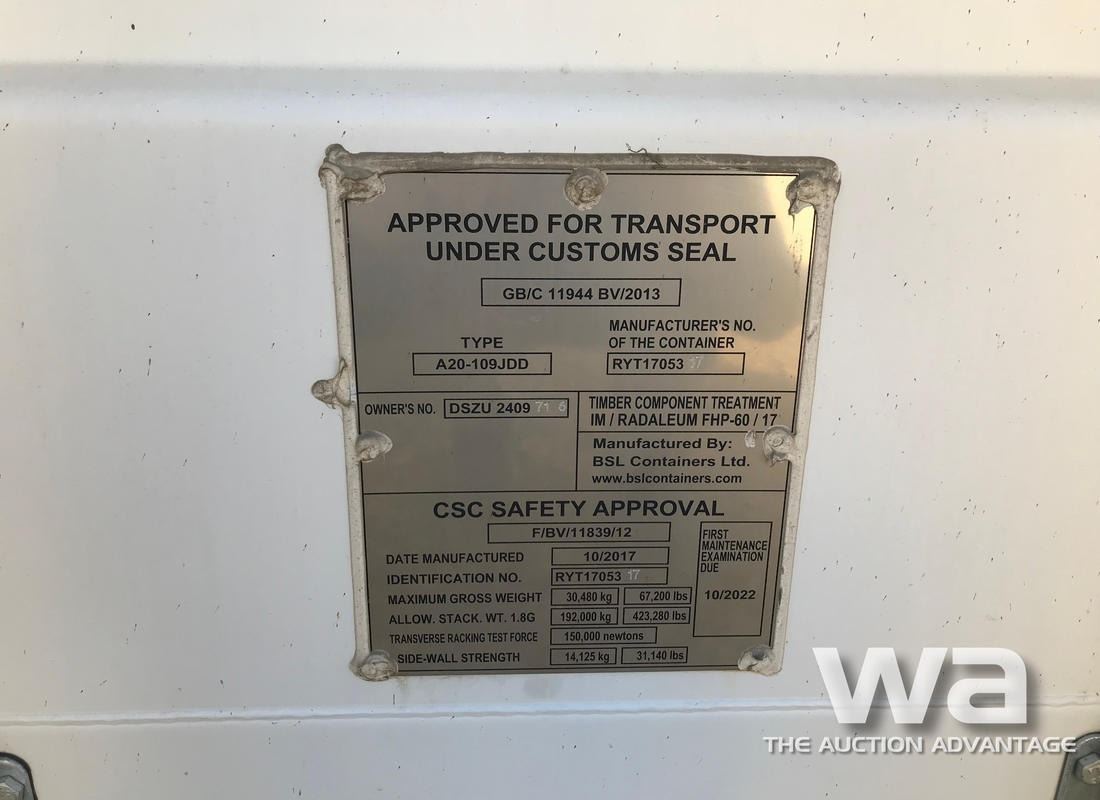 APPROVED FOR TRANSPORT
UNDER CUSTOMS SEAL
GB/C 11944 BV/2013
TYPE
A20-109JDD
MANUFACTURER'S NO.
OF THE CONTAINER
RYT17053 17
OWNER'S NO. DSZU 2409 71 6
TIMBER COMPONENT TREATMENT
IM / RADALEUM FHP-60 / 17
Manufactured By:
BSL Containers Ltd.
www.bslcontainers.com
CSC SAFETY APPROVAL
F/BV/11839/12
DATE MANUFACTURED 10/2017
IDENTIFICATION NO. RYT17053 17
MAXIMUM GROSS WEIGHT 30,480 kg 67,200 lbs
ALLOW. STACK. WT. 1.8G 192,000 kg 423,280 lbs
TRANSVERSE RACKING TEST FORCE 150,000 newtons
SIDE-WALL STRENGTH 14,125 kg 31,140 lbs
FIRST
MAINTENANCE
EXAMINATION
DUE
10/2022
wa
THE AUCTION ADVANTAGE